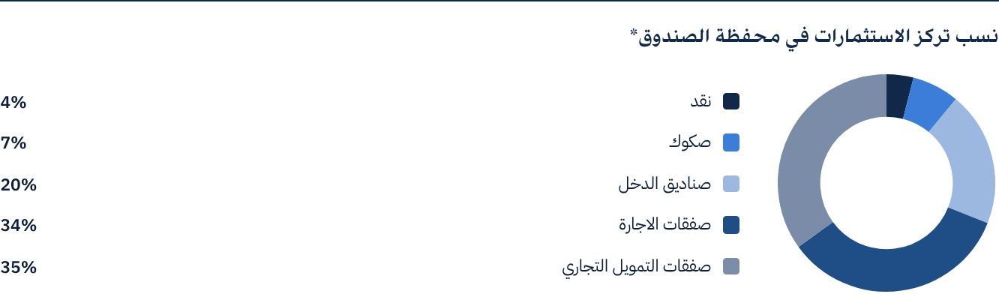 نسب تركز الاستثمارات في محفظة الصندوق*
نقد 4%
صكوك 7%
صناديق الدخل 20%
صفقات الاجارة 34%
صفقات التمويل التجاري 35%